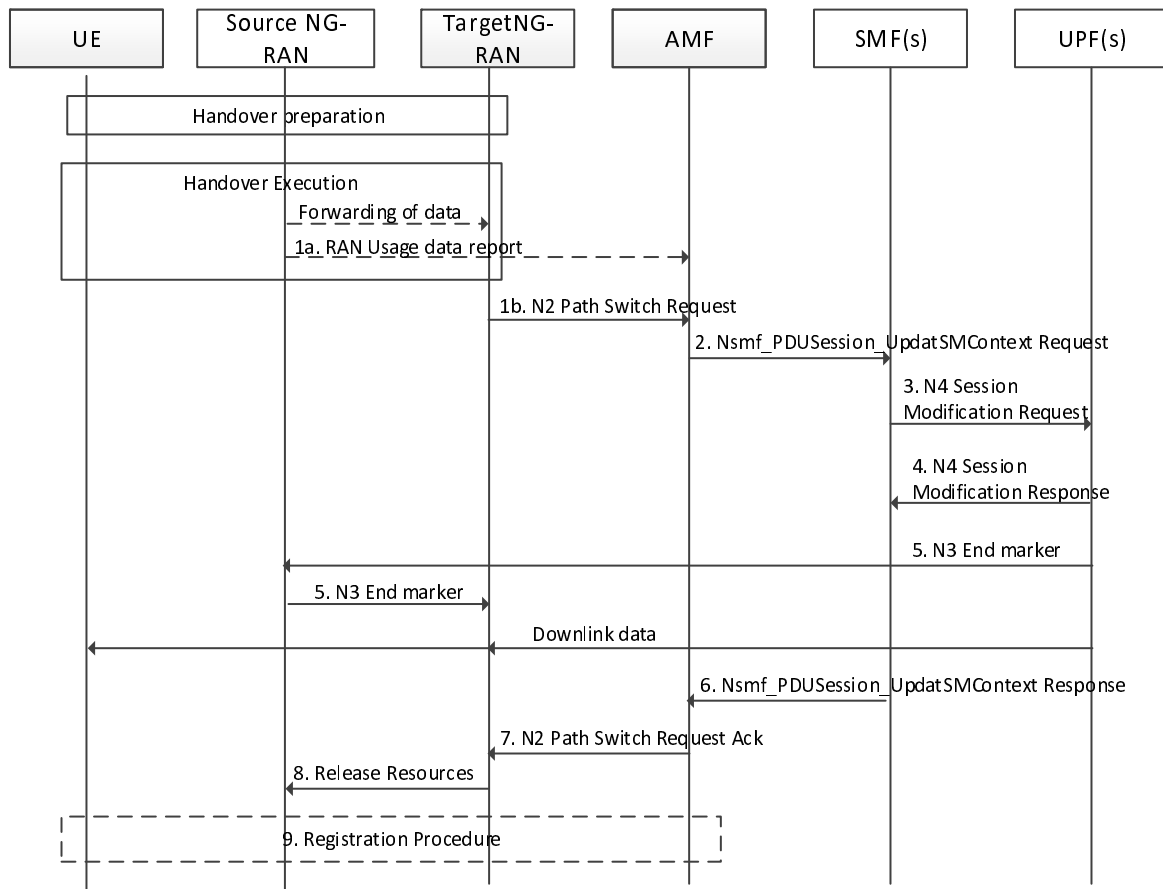 UE
Source NG-
RAN
TargetNG-
RAN
AMF
SMF(s)
UPF(s)
Handover preparation
Handover Execution
Forwarding of data
1a. RAN Usage data report
1b. N2 Path Switch Request
2. Nsmf_PDUSession_UpdatSMContext Request
3. N4 Session
Modification Request
4. N4 Session
Modification Response
5. N3 End marker
5. N3 End marker
Downlink data
6. Nsmf_PDUSession_UpdatSMContext Response
7. N2 Path Switch Request Ack
8. Release Resources
9. Registration Procedure